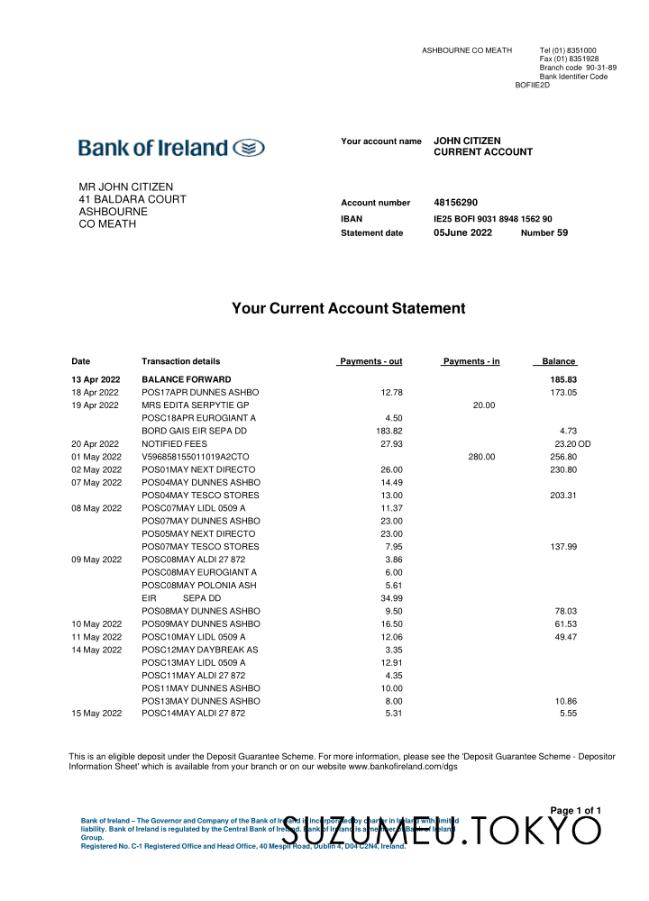 ASHBOURNE CO MEATH Tel (01) 8351000
Fax (01) 8351928
Branch code 90-31-89
Bank Identifier Code
BOFIIE2D
Bank of Ireland
Your account name JOHN CITIZEN
CURRENT ACCOUNT
MR JOHN CITIZEN
41 BALDARA COURT
ASHBOURNE
CO MEATH
Account number 48156290
IBAN IE25 BOFI 9031 8948 1562 90
Statement date 05June 2022 Number 59
Your Current Account Statement
Date Transaction details Payments - out Payments - in Balance
13 Apr 2022 BALANCE FORWARD 185.83
18 Apr 2022 POS17APR DUNNES ASHBO 12.78 173.05
19 Apr 2022 MRS EDITA SERPYTIE GP 20.00
POSC18APR EUROGIANT A 4.50
BORD GAIS EIR SEPA DD 183.82 4.73
20 Apr 2022 NOTIFIED FEES 27.93 23.20 OD
01 May 2022 V596858155011019A2CTO 280.00 256.80
02 May 2022 POS01MAY NEXT DIRECTO 26.00 230.80
07 May 2022 POS04MAY DUNNES ASHBO 14.49
POS04MAY TESCO STORES 13.00 203.31
08 May 2022 POSC07MAY LIDL 0509 A 11.37
POS07MAY DUNNES ASHBO 23.00
POS05MAY NEXT DIRECTO 23.00
POS07MAY TESCO STORES 7.95 137.99
09 May 2022 POSC08MAY ALDI 27 872 3.86
POSC08MAY EUROGIANT A 6.00
POSC08MAY POLONIA ASH 5.61
EIR SEPA DD 34.99
POS08MAY DUNNES ASHBO 9.50 78.03
10 May 2022 POS09MAY DUNNES ASHBO 16.50 61.53
11 May 2022 POSC10MAY LIDL 0509 A 12.06 49.47
14 May 2022 POSC12MAY DAYBREAK AS 3.35
POSC13MAY LIDL 0509 A 12.91
POSC11MAY ALDI 27 872 4.35
POS11MAY DUNNES ASHBO 10.00
POS13MAY DUNNES ASHBO 8.00 10.86
15 May 2022 POSC14MAY ALDI 27 872 5.31 5.55
This is an eligible deposit under the Deposit Guarantee Scheme. For more information, please see the 'Deposit Guarantee Scheme - Depositor
Information Sheet' which is available from your branch or on our website www.bankofireland.com/dgs
Page 1 of 1
Bank of Ireland – The Governor and Company of the Bank of Ireland is incorporated by charter in Ireland with limited
liability. Bank of Ireland is regulated by the Central Bank of Ireland. Bank of Ireland is a member of Bank of Ireland
Group.
Registered No. C-1 Registered Office and Head Office, 40 Mespil Road, Dublin 4, D04 C2N4, Ireland.
SUZUMEU.TOKYO